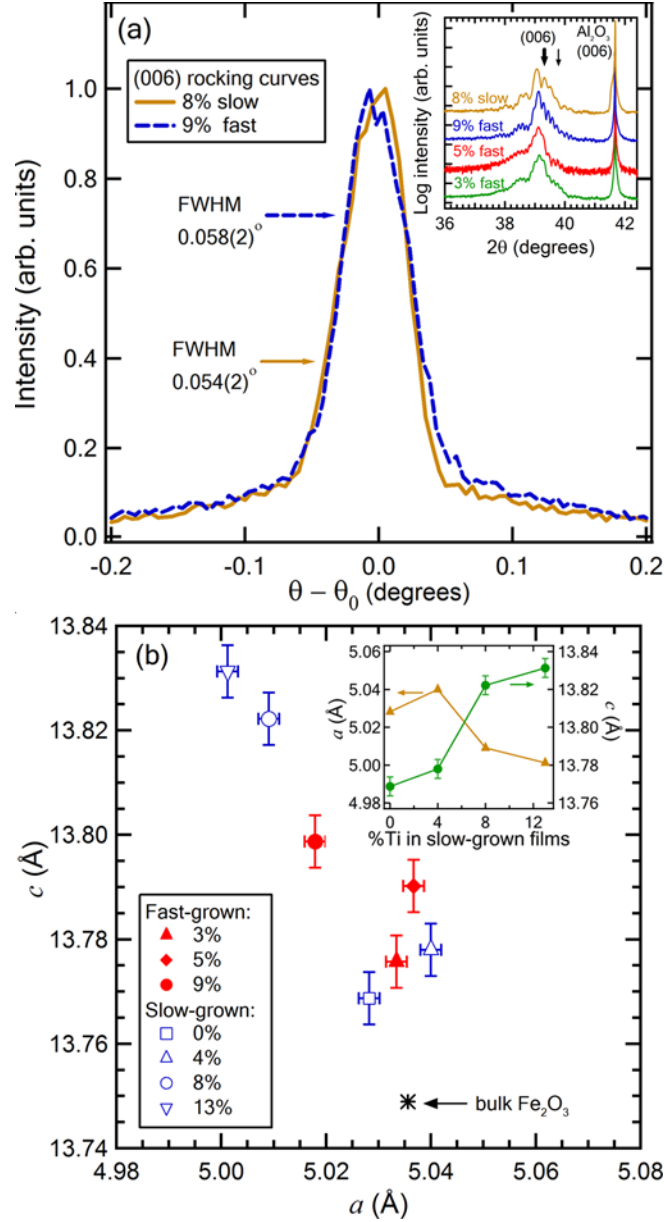 (a)
(006) rocking curves
8% slow
9% fast
FWHM
0.058(2)°
FWHM
0.054(2)°
Intensity (arb. units)
1.0
0.8
0.6
0.4
0.2
0.0
-0.2
-0.1
0.0
0.1
0.2
θ – θ₀ (degrees)
(006)
Al₂O₃
(006)
8% slow
9% fast
5% fast
3% fast
Log intensity (arb. units)
36
38
40
42
2θ (degrees)
(b)
13.84
13.82
13.80
13.78
13.76
13.74
c (Å)
4.98
5.00
5.02
5.04
5.06
5.08
a (Å)
Fast-grown:
3%
5%
9%
Slow-grown:
0%
4%
8%
13%
bulk Fe₂O₃
5.06
5.04
5.02
5.00
4.98
a (Å)
13.84
13.82
13.80
13.78
13.76
c (Å)
0
4
8
12
%Ti in slow-grown films